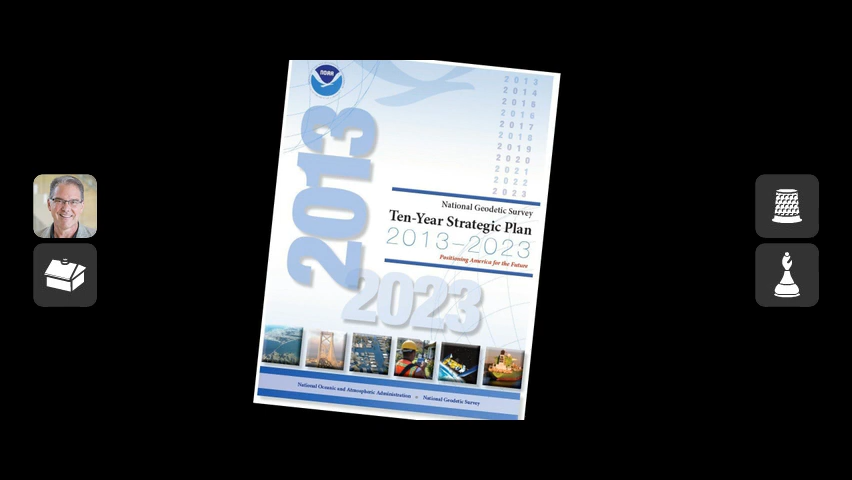 NOAA
2013
2014
2015
2016
2017
2018
2019
2020
2021
2022
2023
2013
National Geodetic Survey
Ten-Year Strategic Plan
2013–2023
Positioning America for the Future
2023
National Oceanic and Atmospheric Administration • National Geodetic Survey